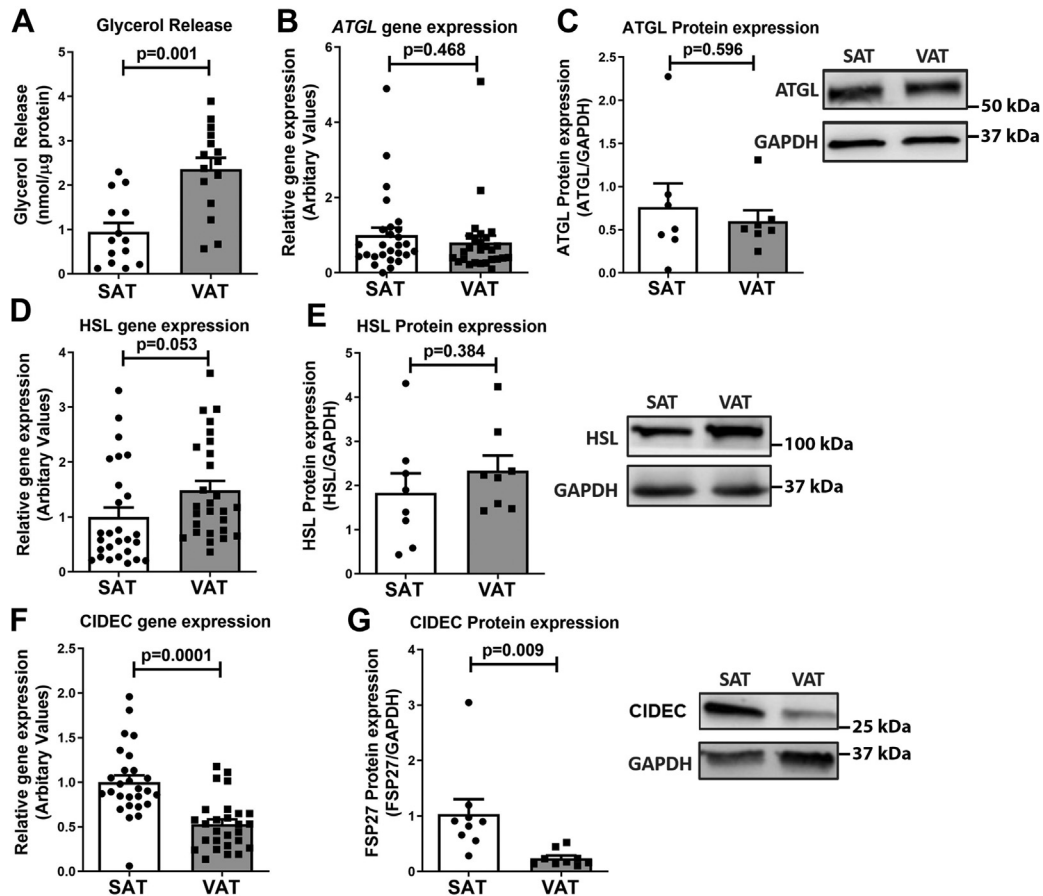 A
Glycerol Release
p=0.001
Glycerol Release
(nmol/μg protein)
5
4
3
2
1
0
SAT VAT
B
ATGL gene expression
p=0.468
Relative gene expression
(Arbitary Values)
6
4
2
0
SAT VAT
C
ATGL Protein expression
p=0.596
ATGL Protein expression
(ATGL/GAPDH)
2.5
2.0
1.5
1.0
0.5
0.0
SAT VAT
SAT VAT
ATGL
50 kDa
GAPDH
37 kDa
D
HSL gene expression
p=0.053
Relative gene expression
(Arbitary Values)
4
3
2
1
0
SAT VAT
E
HSL Protein expression
p=0.384
HSL Protein expression
(HSL/GAPDH)
5
4
3
2
1
0
SAT VAT
SAT VAT
HSL
100 kDa
GAPDH
37 kDa
F
CIDEC gene expression
p=0.0001
Relative gene expression
(Arbitary Values)
2.5
2.0
1.5
1.0
0.5
0.0
SAT VAT
G
CIDEC Protein expression
p=0.009
FSP27 Protein expression
(FSP27/GAPDH)
4
3
2
1
0
SAT VAT
SAT VAT
CIDEC
25 kDa
GAPDH
37 kDa